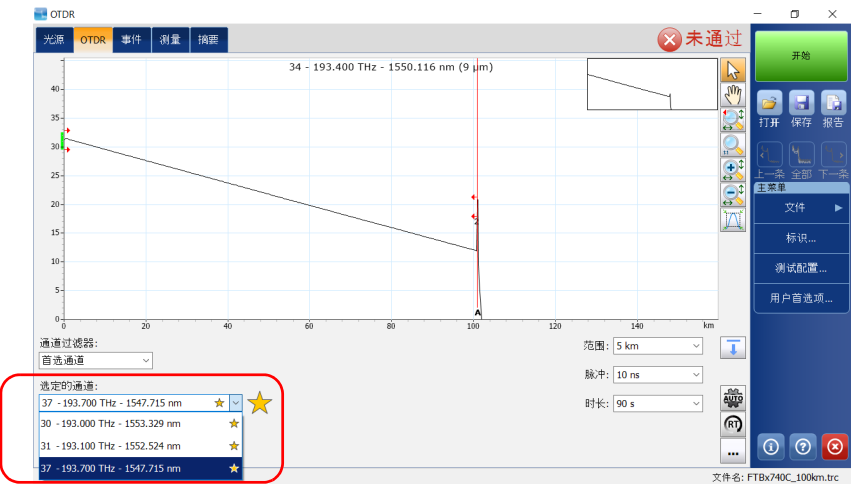 OTDR
光源 OTDR 事件 测量 摘要
未通过
34 - 193.400 THz - 1550.116 nm (9 µm)
40
35
30
25
20
15
10
5
0
0 20 40 60 80 100 120 140 km
2
A
通道过滤器:
首选通道
选定的通道:
37 - 193.700 THz - 1547.715 nm
30 - 193.000 THz - 1553.329 nm
31 - 193.100 THz - 1552.524 nm
37 - 193.700 THz - 1547.715 nm
范围: 5 km
脉冲: 10 ns
时长: 90 s
AUTO
RT
...
开始
打开 保存 报告
上一条 全部 下一条
主菜单
文件
标识...
测试配置...
用户首选项...
文件名: FTBx740C_100km.trc